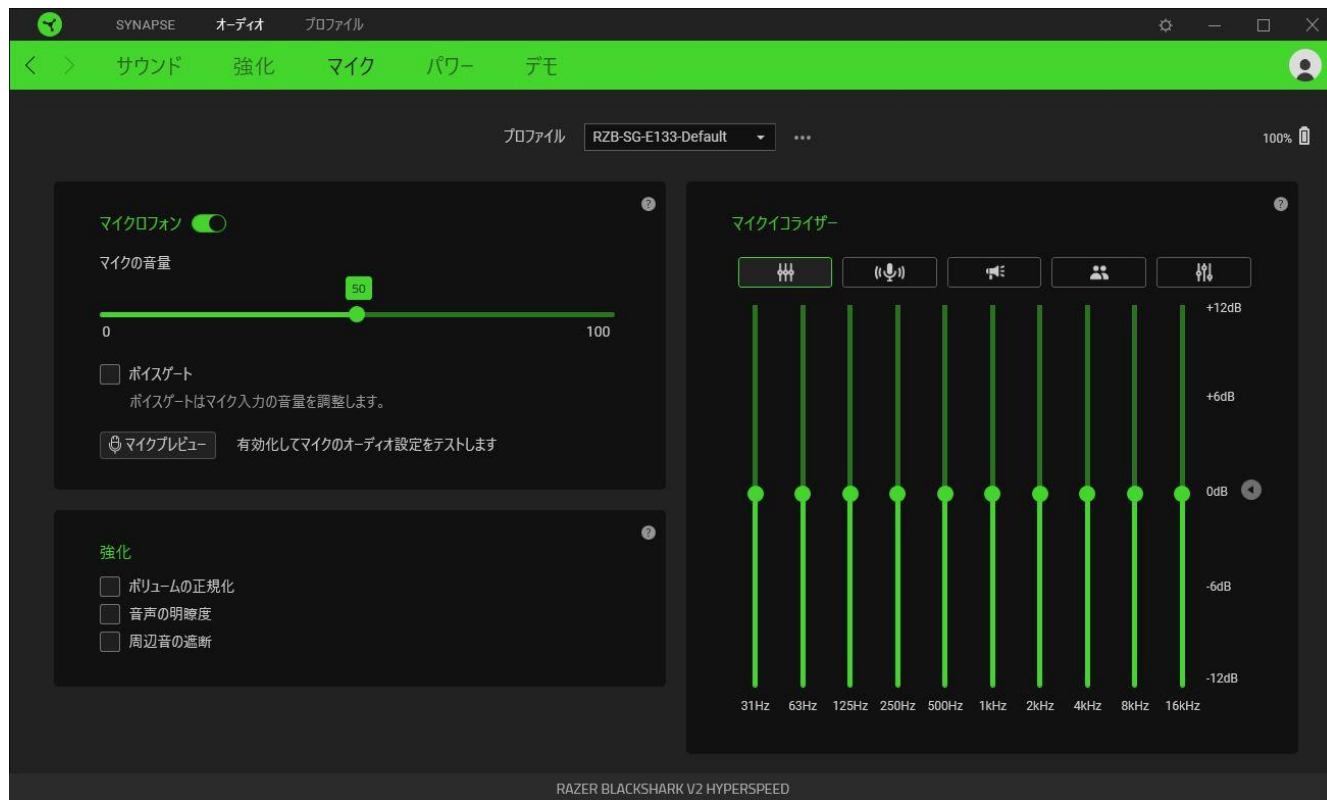 SYNAPSE オーディオ プロファイル
サウンド 強化 マイク パワー デモ
プロファイル RZB-SG-E133-Default ... 100%
マイクロフォン ?
マイクの音量
50
0 100
ボイスゲート
ボイスゲートはマイク入力の音量を調整します。
マイクプレビュー 有効化してマイクのオーディオ設定をテストします
強化 ?
ボリュームの正規化
音声の明瞭度
周辺音の遮断
マイクイコライザー ?
+12dB
+6dB
0dB
-6dB
-12dB
31Hz 63Hz 125Hz 250Hz 500Hz 1kHz 2kHz 4kHz 8kHz 16kHz
RAZER BLACKSHARK V2 HYPERSPEED